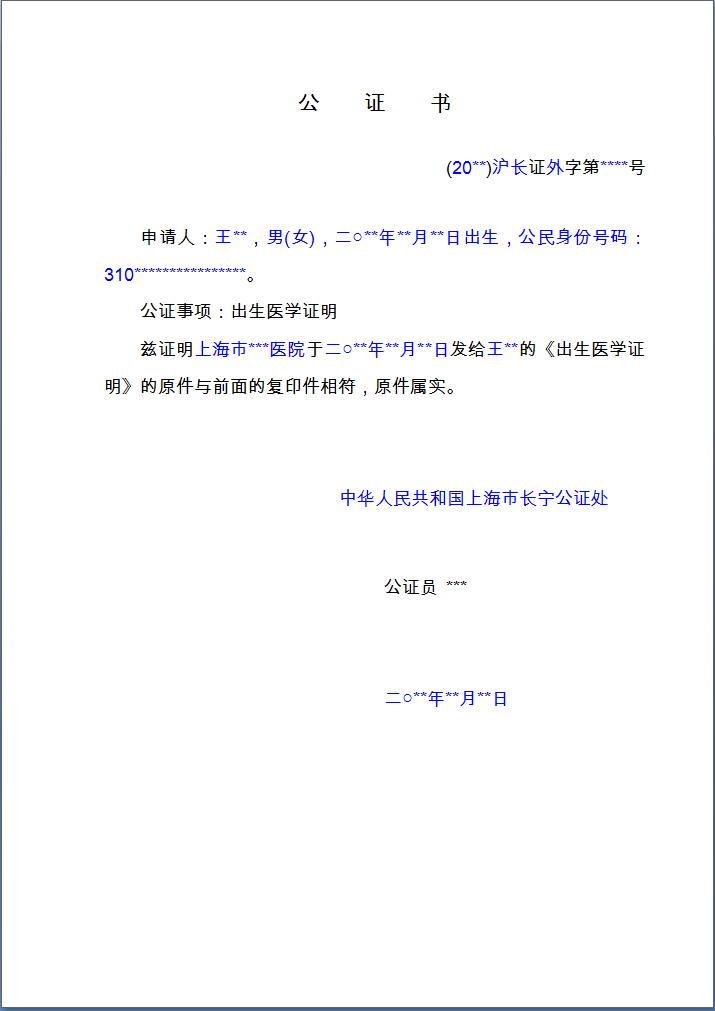 公 证 书
(20**)沪长证外字第****号
申请人：王**，男(女)，二○**年**月**日出生，公民身份号码：
310****************。
公证事项：出生医学证明
兹证明上海市***医院于二○**年**月**日发给王**的《出生医学证
明》的原件与前面的复印件相符，原件属实。
中华人民共和国上海市长宁公证处
公证员 ***
二○**年**月**日